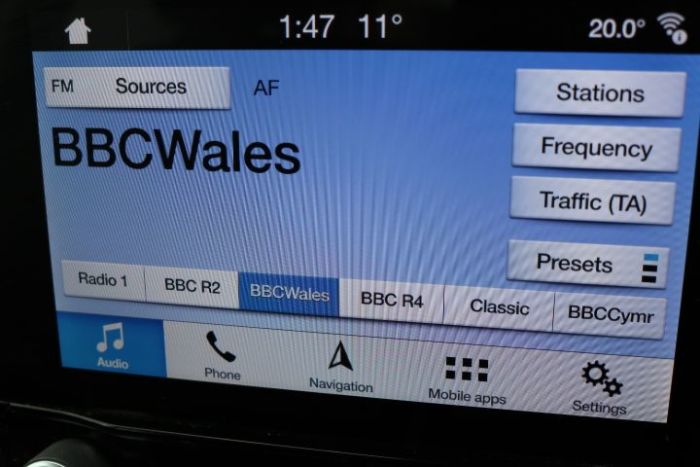 1:47 11° 20.0°
FM Sources AF Stations
BBCWales
Frequency
Traffic (TA)
Presets
Radio 1 BBC R2 BBCWales BBC R4 Classic BBCCymr
Audio Phone Navigation Mobile apps Settings